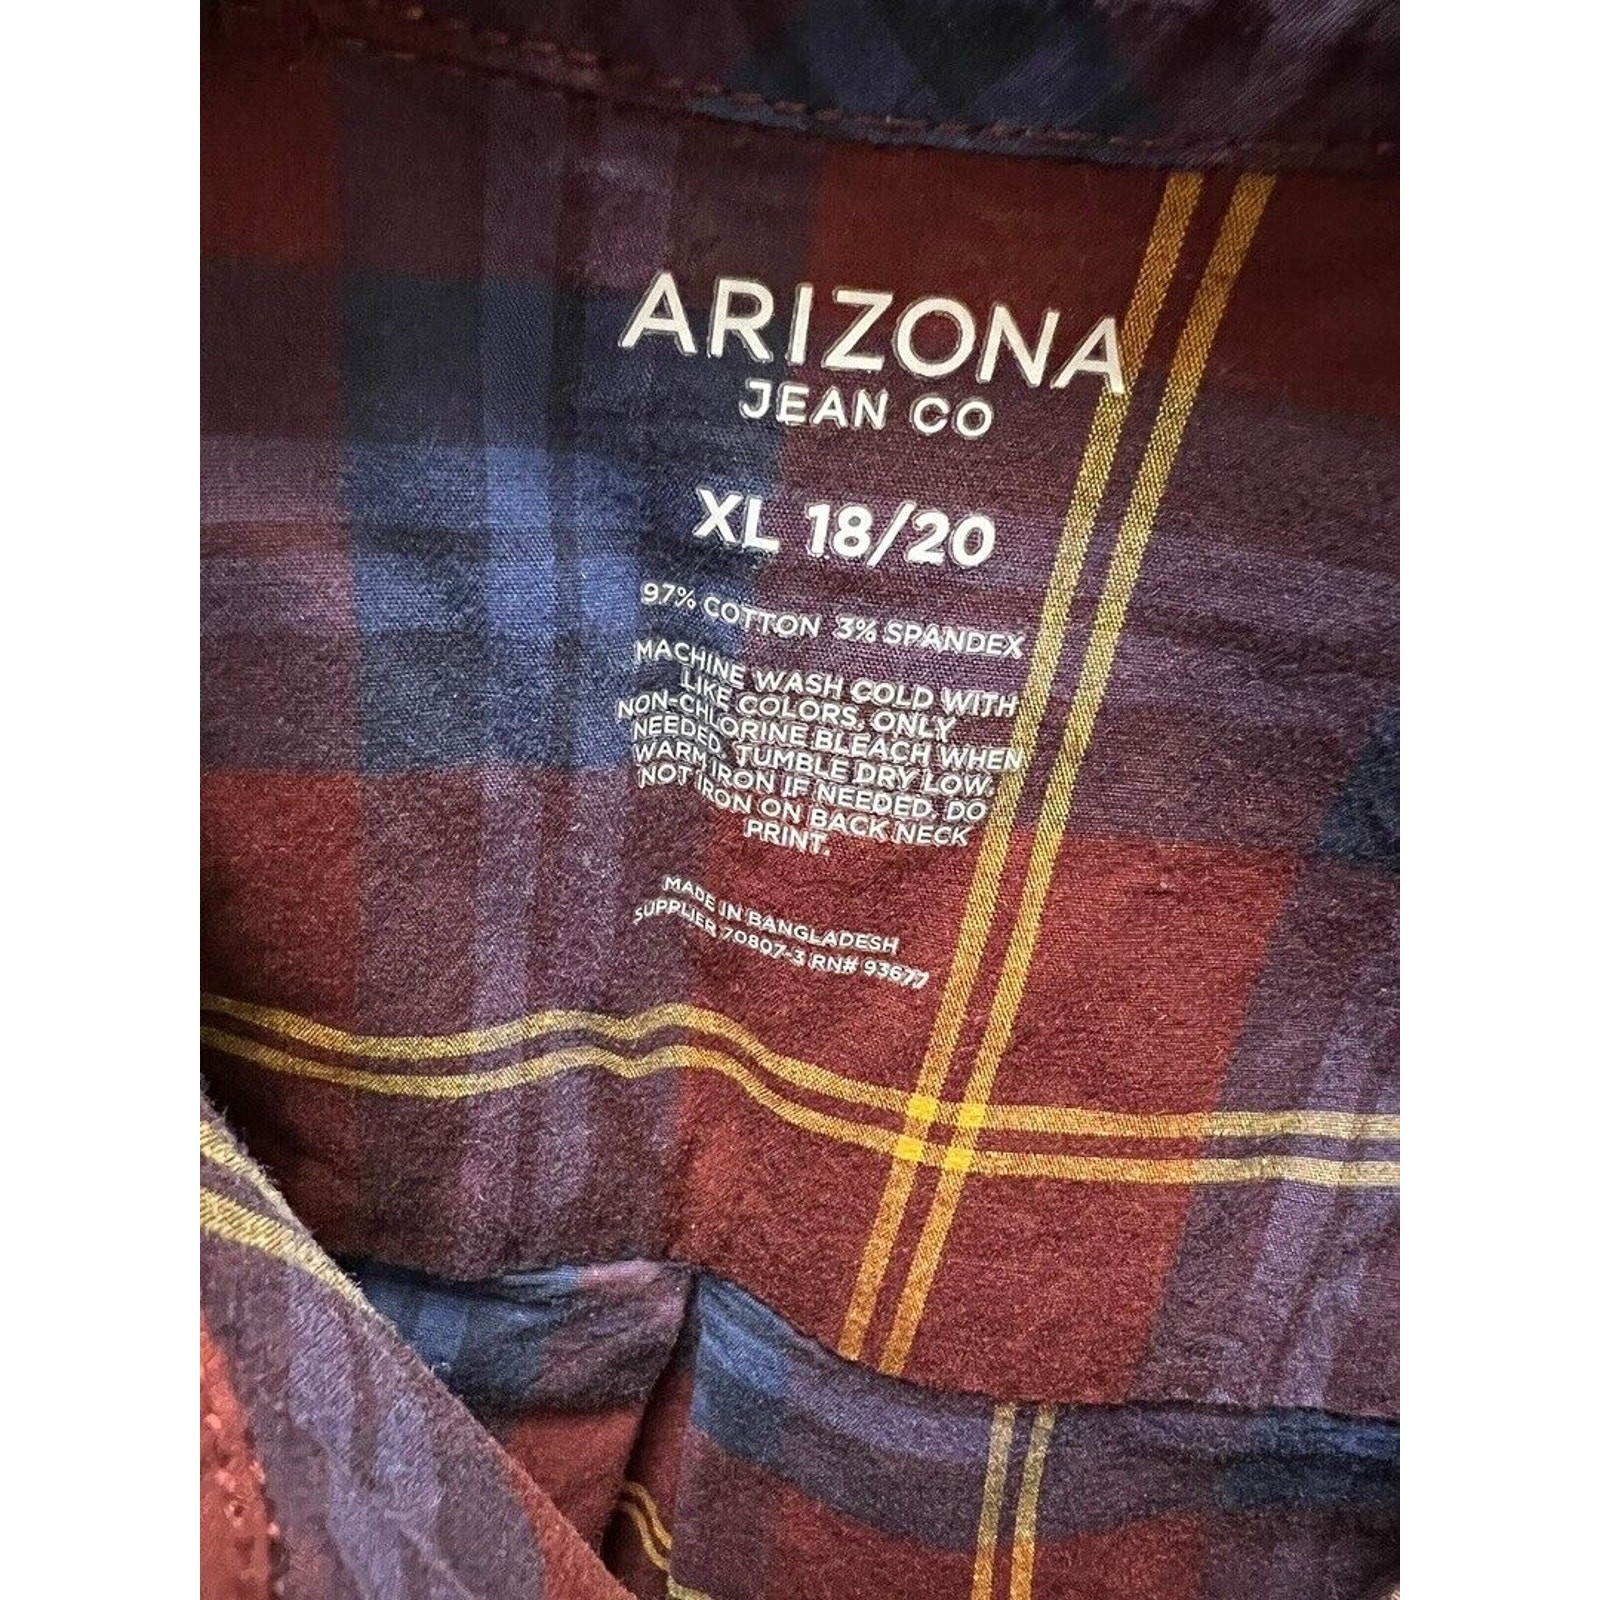 ARIZONA
JEAN CO
XL 18/20
97% COTTON 3% SPANDEX
MACHINE WASH COLD WITH
LIKE COLORS. ONLY
NON-CHLORINE BLEACH WHEN
NEEDED. TUMBLE DRY LOW.
WARM IRON IF NEEDED. DO
NOT IRON ON BACK NECK
PRINT.
MADE IN BANGLADESH
SUPPLIER 70807-3 RN# 93677